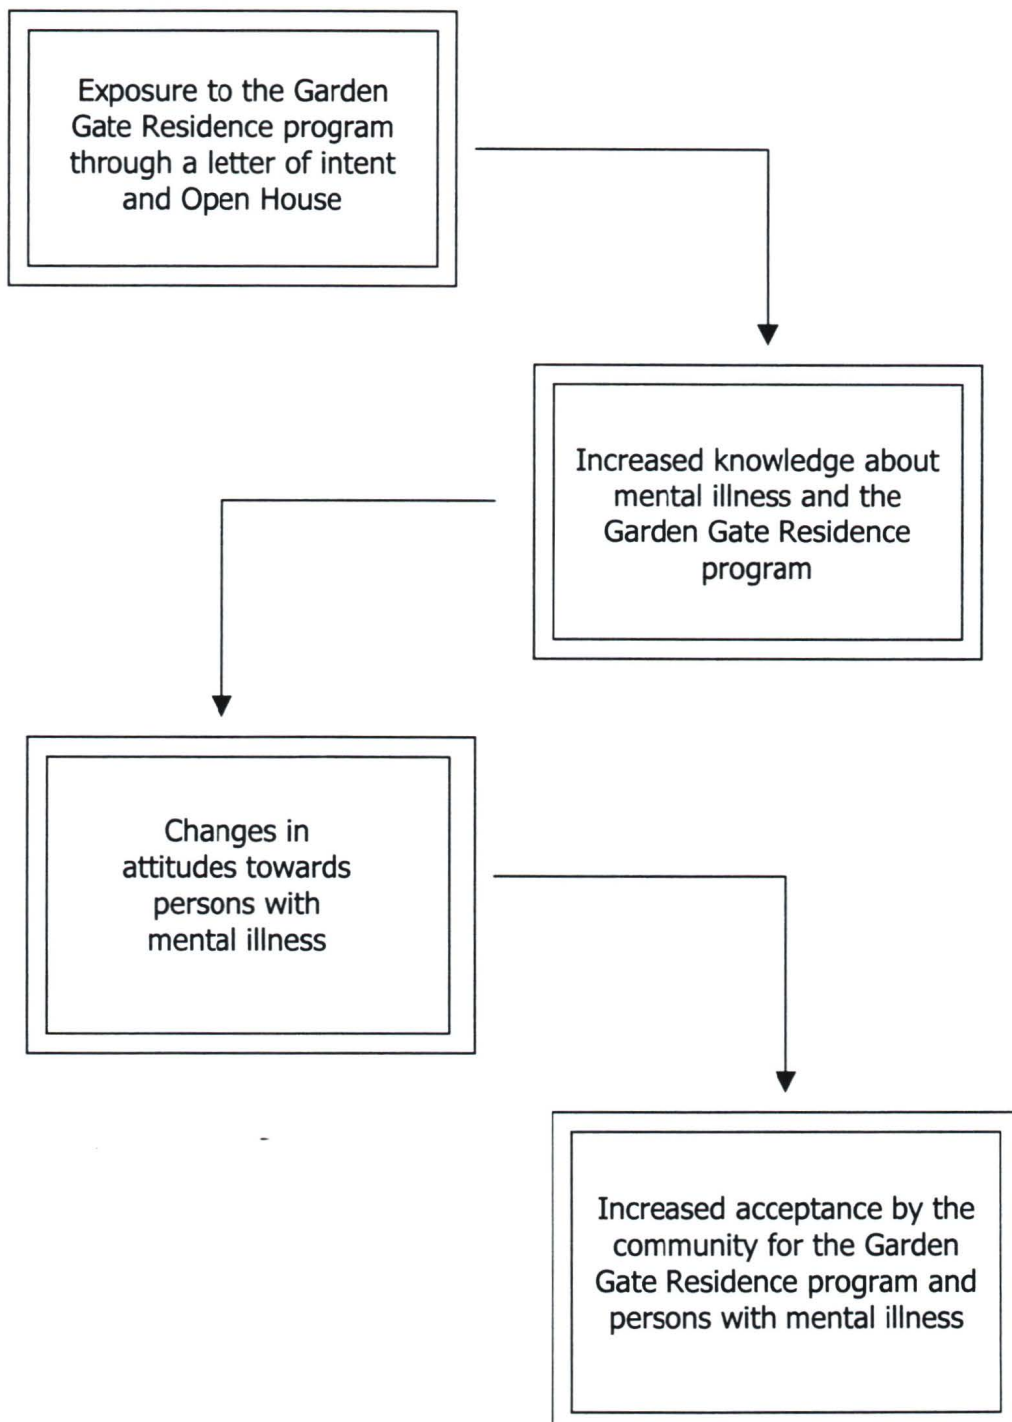 Exposure to the Garden
Gate Residence program
through a letter of intent
and Open House
Increased knowledge about
mental illness and the
Garden Gate Residence
program
Changes in
attitudes towards
persons with
mental illness
Increased acceptance by the
community for the Garden
Gate Residence program and
persons with mental illness